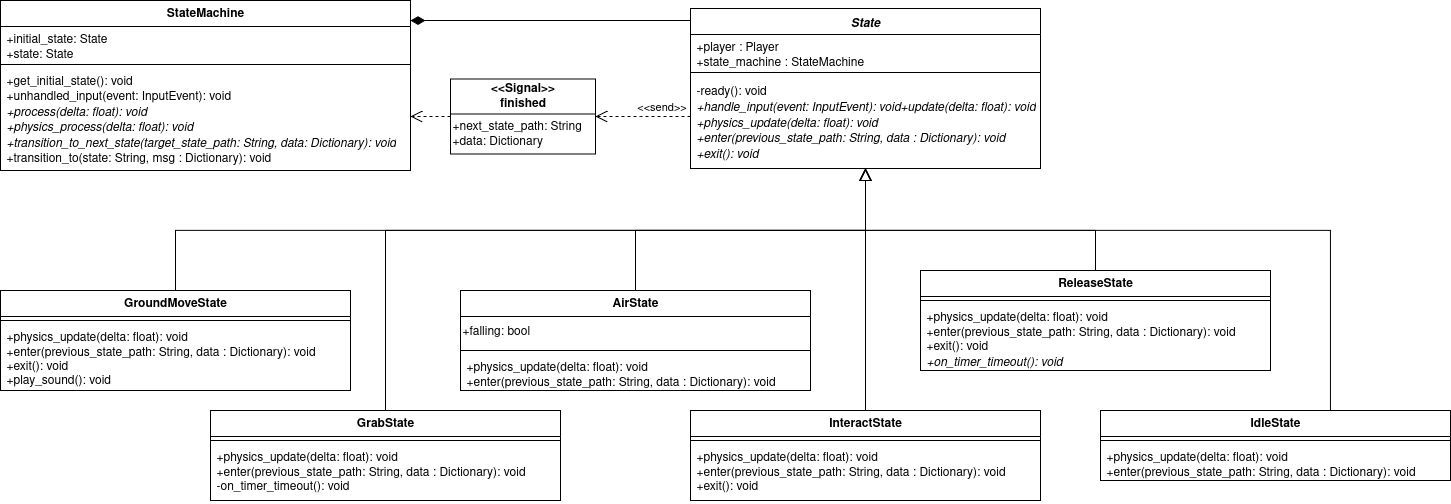 StateMachine
+initial_state: State
+state: State
+get_initial_state(): void
+unhandled_input(event: InputEvent): void
+process(delta: float): void
+physics_process(delta: float): void
+transition_to_next_state(target_state_path: String, data: Dictionary): void
+transition_to(state: String, msg : Dictionary): void
<<Signal>>
finished
+next_state_path: String
+data: Dictionary
<<send>>
State
+player : Player
+state_machine : StateMachine
-ready(): void
+handle_input(event: InputEvent): void+update(delta: float): void
+physics_update(delta: float): void
+enter(previous_state_path: String, data : Dictionary): void
+exit(): void
GroundMoveState
+physics_update(delta: float): void
+enter(previous_state_path: String, data : Dictionary): void
+exit(): void
+play_sound(): void
AirState
+falling: bool
+physics_update(delta: float): void
+enter(previous_state_path: String, data : Dictionary): void
ReleaseState
+physics_update(delta: float): void
+enter(previous_state_path: String, data : Dictionary): void
+exit(): void
+on_timer_timeout(): void
GrabState
+physics_update(delta: float): void
+enter(previous_state_path: String, data : Dictionary): void
-on_timer_timeout(): void
InteractState
+physics_update(delta: float): void
+enter(previous_state_path: String, data : Dictionary): void
+exit(): void
IdleState
+physics_update(delta: float): void
+enter(previous_state_path: String, data : Dictionary): void